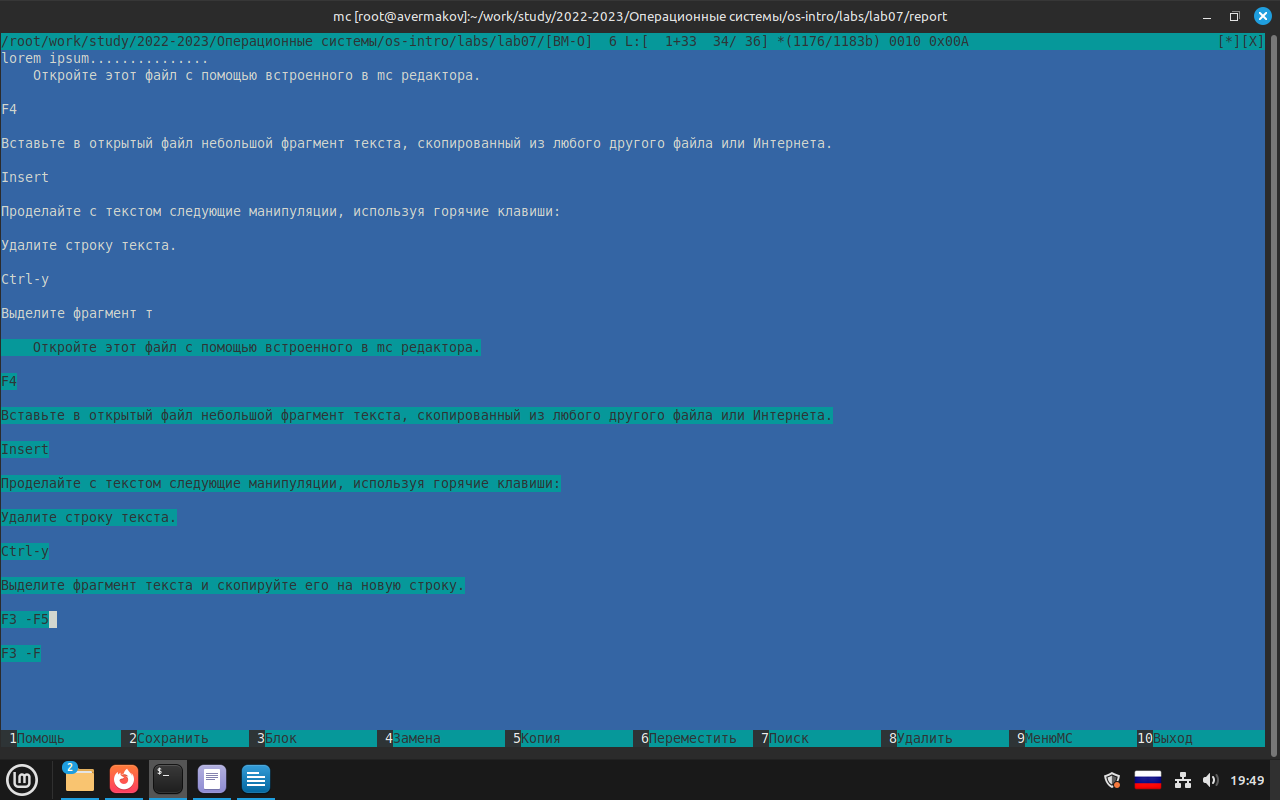 mc [root@avermakov]:~/work/study/2022-2023/Операционные системы/os-intro/labs/lab07/report
/root/work/study/2022-2023/Операционные системы/os-intro/labs/lab07/[BM-O]  6 L:[  1+33  34/ 36] *(1176/1183b) 0010 0x00A [*][X]
lorem ipsum...............
    Откройте этот файл с помощью встроенного в mc редактора.
F4
Вставьте в открытый файл небольшой фрагмент текста, скопированный из любого другого файла или Интернета.
Insert
Проделайте с текстом следующие манипуляции, используя горячие клавиши:
Удалите строку текста.
Ctrl-y
Выделите фрагмент т
    Откройте этот файл с помощью встроенного в mc редактора.
F4
Вставьте в открытый файл небольшой фрагмент текста, скопированный из любого другого файла или Интернета.
Insert
Проделайте с текстом следующие манипуляции, используя горячие клавиши:
Удалите строку текста.
Ctrl-y
Выделите фрагмент текста и скопируйте его на новую строку.
F3 -F5
F3 -F
1Помощь 2Сохранить 3Блок 4Замена 5Копия 6Переместить 7Поиск 8Удалить 9МенюMC 10Выход
2
$_
19:49